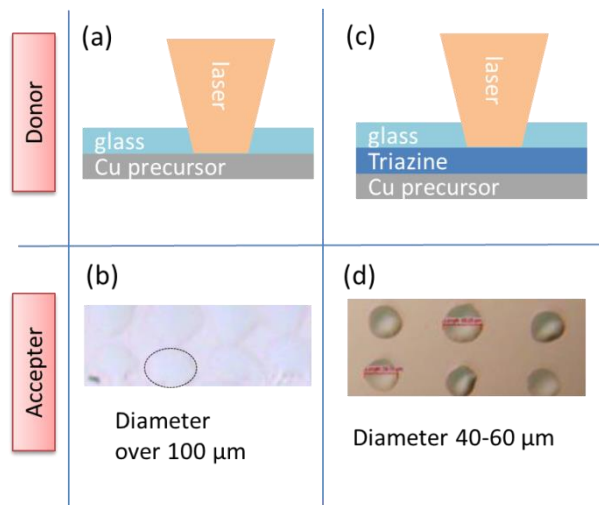 Donor
(a)
laser
glass
Cu precursor
(c)
laser
glass
Triazine
Cu precursor
Accepter
(b)
Diameter
over 100 μm
(d)
Diameter 40-60 μm